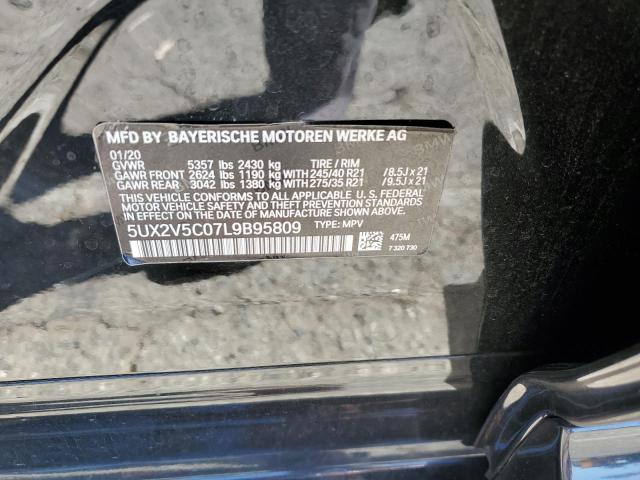 MFD BY BAYERISCHE MOTOREN WERKE AG
01/20
GVWR 5357 lbs 2430 kg TIRE / RIM
GAWR FRONT 2624 lbs 1190 kg WITH 245/40 R21 / 8.5J x 21
GAWR REAR 3042 lbs 1380 kg WITH 275/35 R21 / 9.5J x 21
THIS VEHICLE CONFORMS TO ALL APPLICABLE U. S. FEDERAL
MOTOR VEHICLE SAFETY, BUMPER, AND THEFT PREVENTION
STANDARDS IN EFFECT ON THE DATE OF MANUFACTURE SHOWN ABOVE.
5UX2V5C07L9B95809 TYPE: MPV 475M
7 320 730